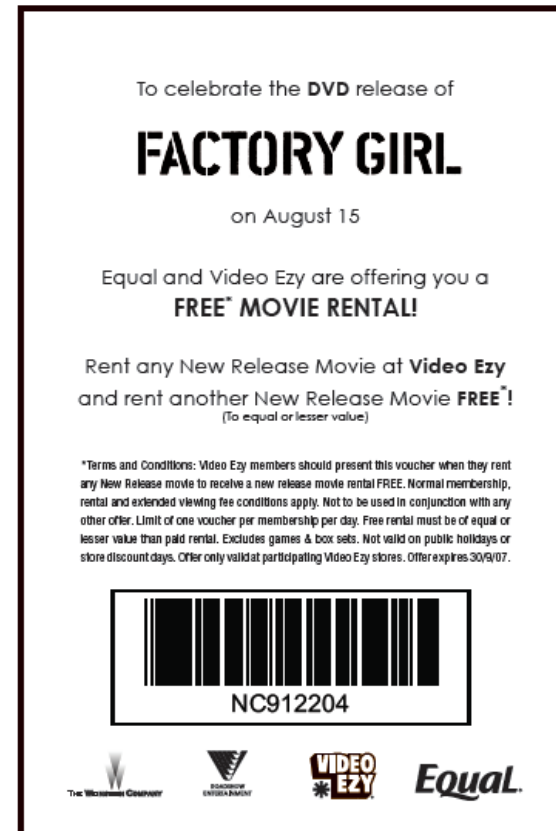 To celebrate the DVD release of
FACTORY GIRL
on August 15
Equal and Video Ezy are offering you a
FREE* MOVIE RENTAL!
Rent any New Release Movie at Video Ezy
and rent another New Release Movie FREE*!
(To equal or lesser value)
*Terms and Conditions: Video Ezy members should present this voucher when they rent
any New Release movie to receive a new release movie rental FREE. Normal membership,
rental and extended viewing fee conditions apply. Not to be used in conjunction with any
other offer. Limit of one voucher per membership per day. Free rental must be of equal or
lesser value than paid rental. Excludes games & box sets. Not valid on public holidays or
store discount days. Offer only valid at participating Video Ezy stores. Offer expires 30/9/07.
NC912204
THE WEINSTEIN COMPANY
ROADSHOW
ENTERTAINMENT
VIDEO
EZY
Equal.